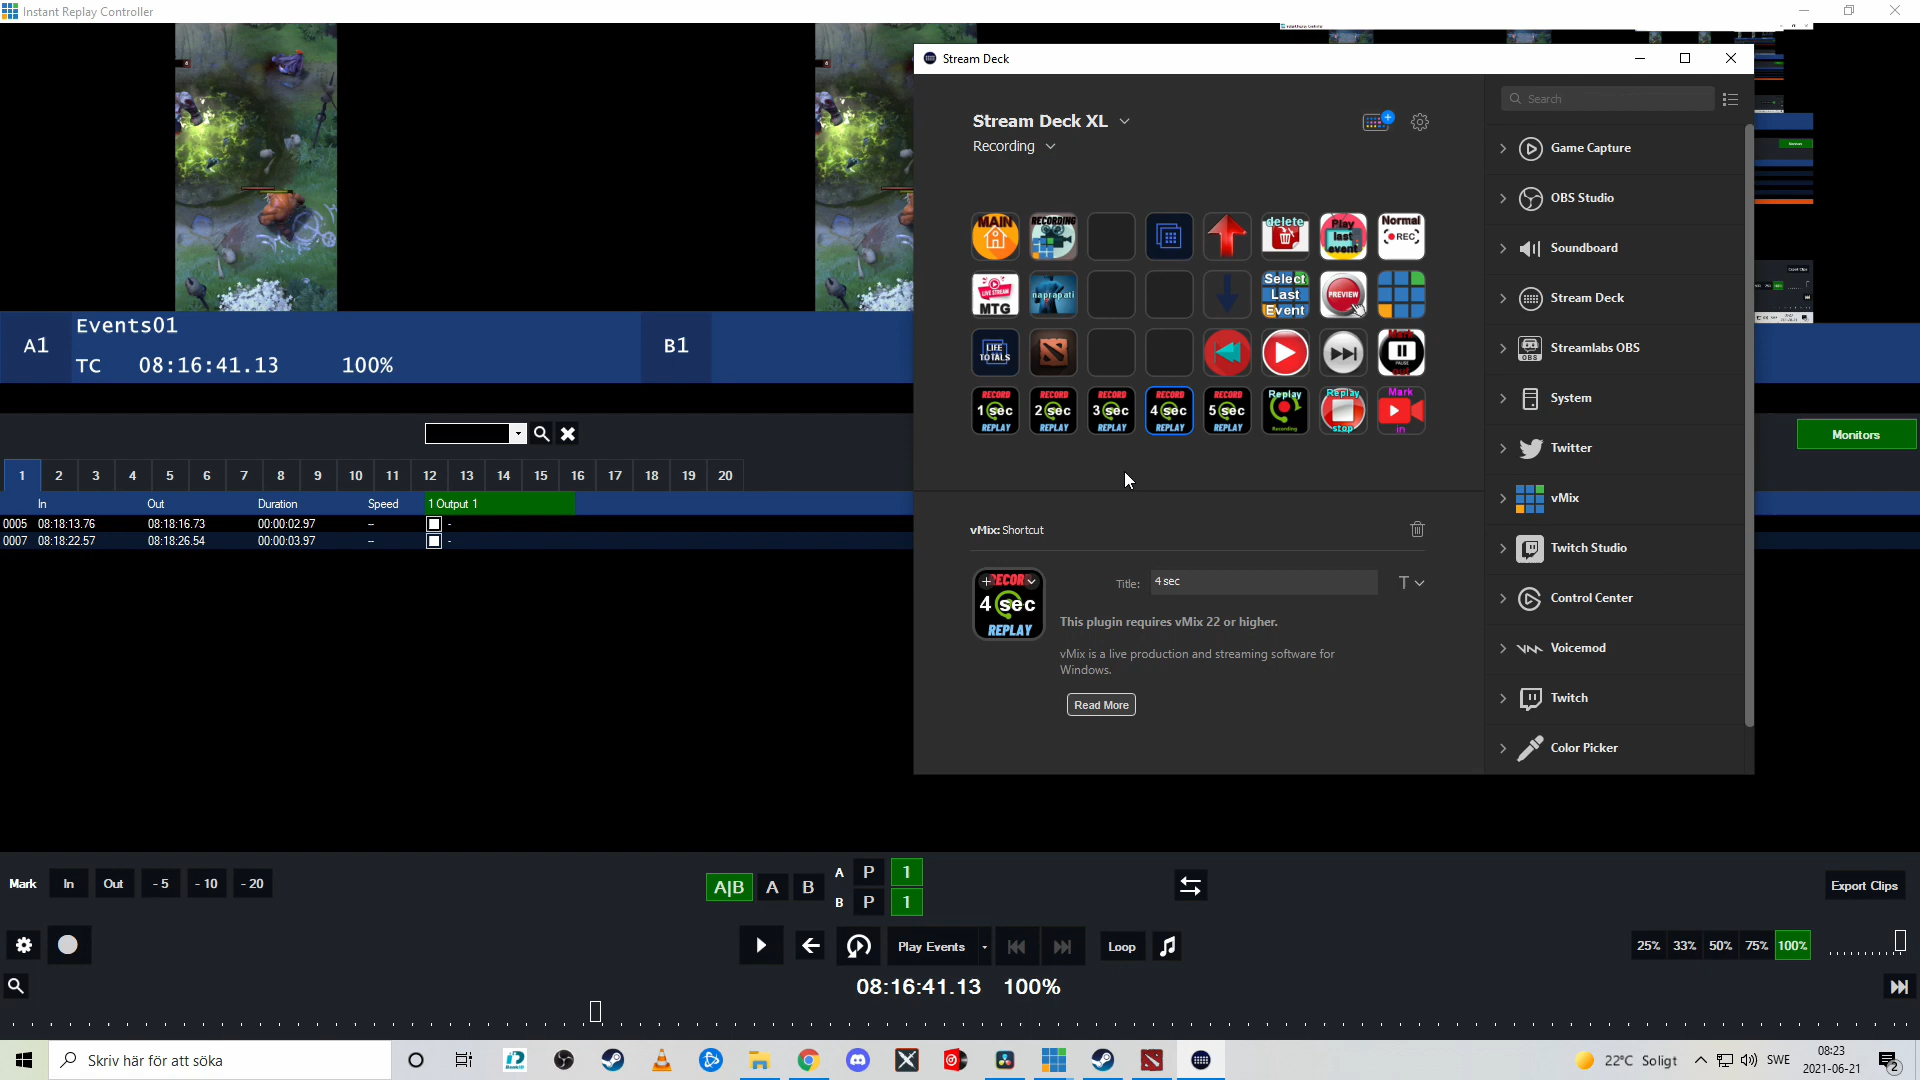 Instant Replay Controller
Stream Deck
Stream Deck XL
Recording
Search
Game Capture
OBS Studio
Soundboard
Stream Deck
Streamlabs OBS
System
Twitter
vMix
Twitch Studio
Control Center
Voicemod
Twitch
Color Picker
MAIN
RECORDING
delete
Play last event
Normal
REC
LIVE STREAM
MTG
naprapati
Select Last Event
PREVIEW
LIFE TOTALS
Mark
PAUSE
out
RECORD 1 sec REPLAY
RECORD 2 sec REPLAY
RECORD 3 sec REPLAY
RECORD 4 sec REPLAY
RECORD 5 sec REPLAY
Replay
Recording
Replay
stop
Mark
in
vMix: Shortcut
RECORD
4 sec
REPLAY
Title: 4 sec
T
This plugin requires vMix 22 or higher.
vMix is a live production and streaming software for
Windows.
Read More
A1
Events01
TC 08:16:41.13 100%
B1
Monitors
1 2 3 4 5 6 7 8 9 10 11 12 13 14 15 16 17 18 19 20
In Out Duration Speed 1 Output 1
0005 08:18:13.76 08:18:16.73 00:00:02.97 -- -
0007 08:18:22.57 08:18:26.54 00:00:03.97 -- -
Mark In Out - 5 - 10 - 20
A|B A B
A P 1
B P 1
Export Clips
Play Events
Loop
25% 33% 50% 75% 100%
08:16:41.13 100%
Skriv här för att söka
22°C Soligt
SWE
08:23
2021-06-21
2